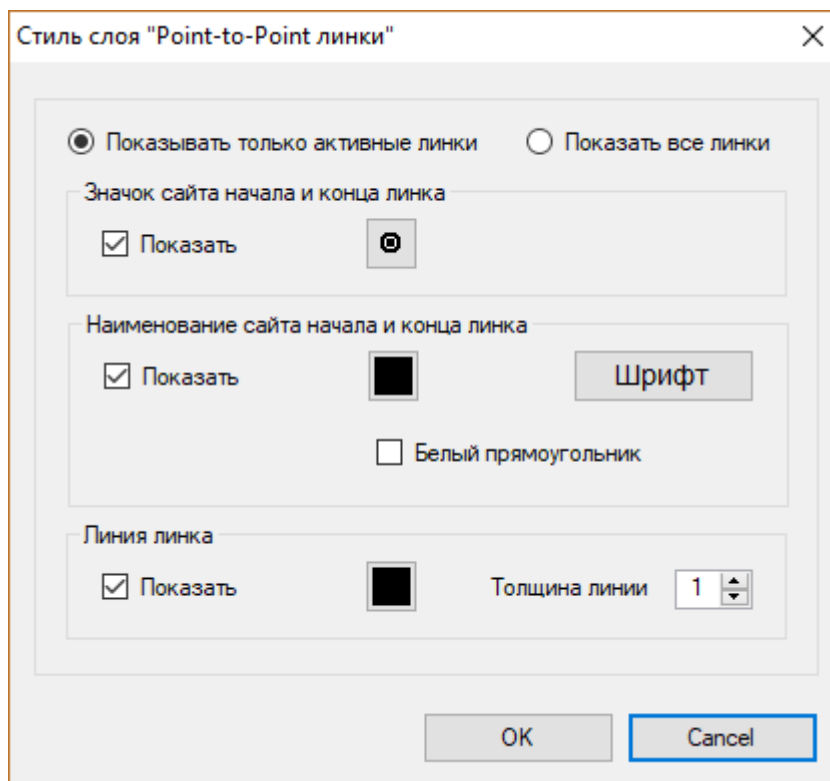 Стиль слоя "Point-to-Point линки"
Показывать только активные линки Показать все линки
Значок сайта начала и конца линка
Показать
Наименование сайта начала и конца линка
Показать Шрифт
Белый прямоугольник
Линия линка
Показать Толщина линии 1
OK Cancel